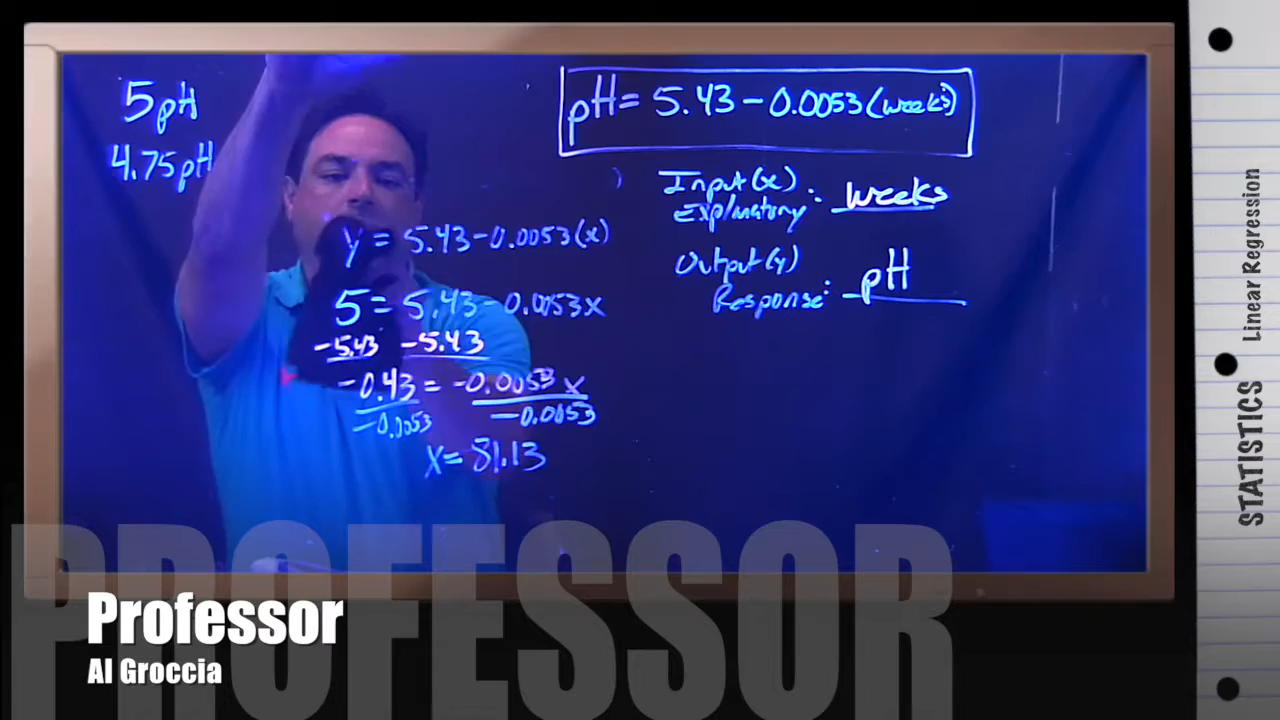 5pH
4.75pH
pH = 5.43 - 0.0053(weeks)
Input(x)
Explnatory: weeks
Output(y)
Response: pH
y = 5.43 - 0.0053(x)
5 = 5.43 - 0.0053x
-5.43 -5.43
-0.43 = -0.0053x
-0.0053 -0.0053
x = 81.13
PROFESSOR
Professor
Al Groccia
STATISTICS Linear Regression